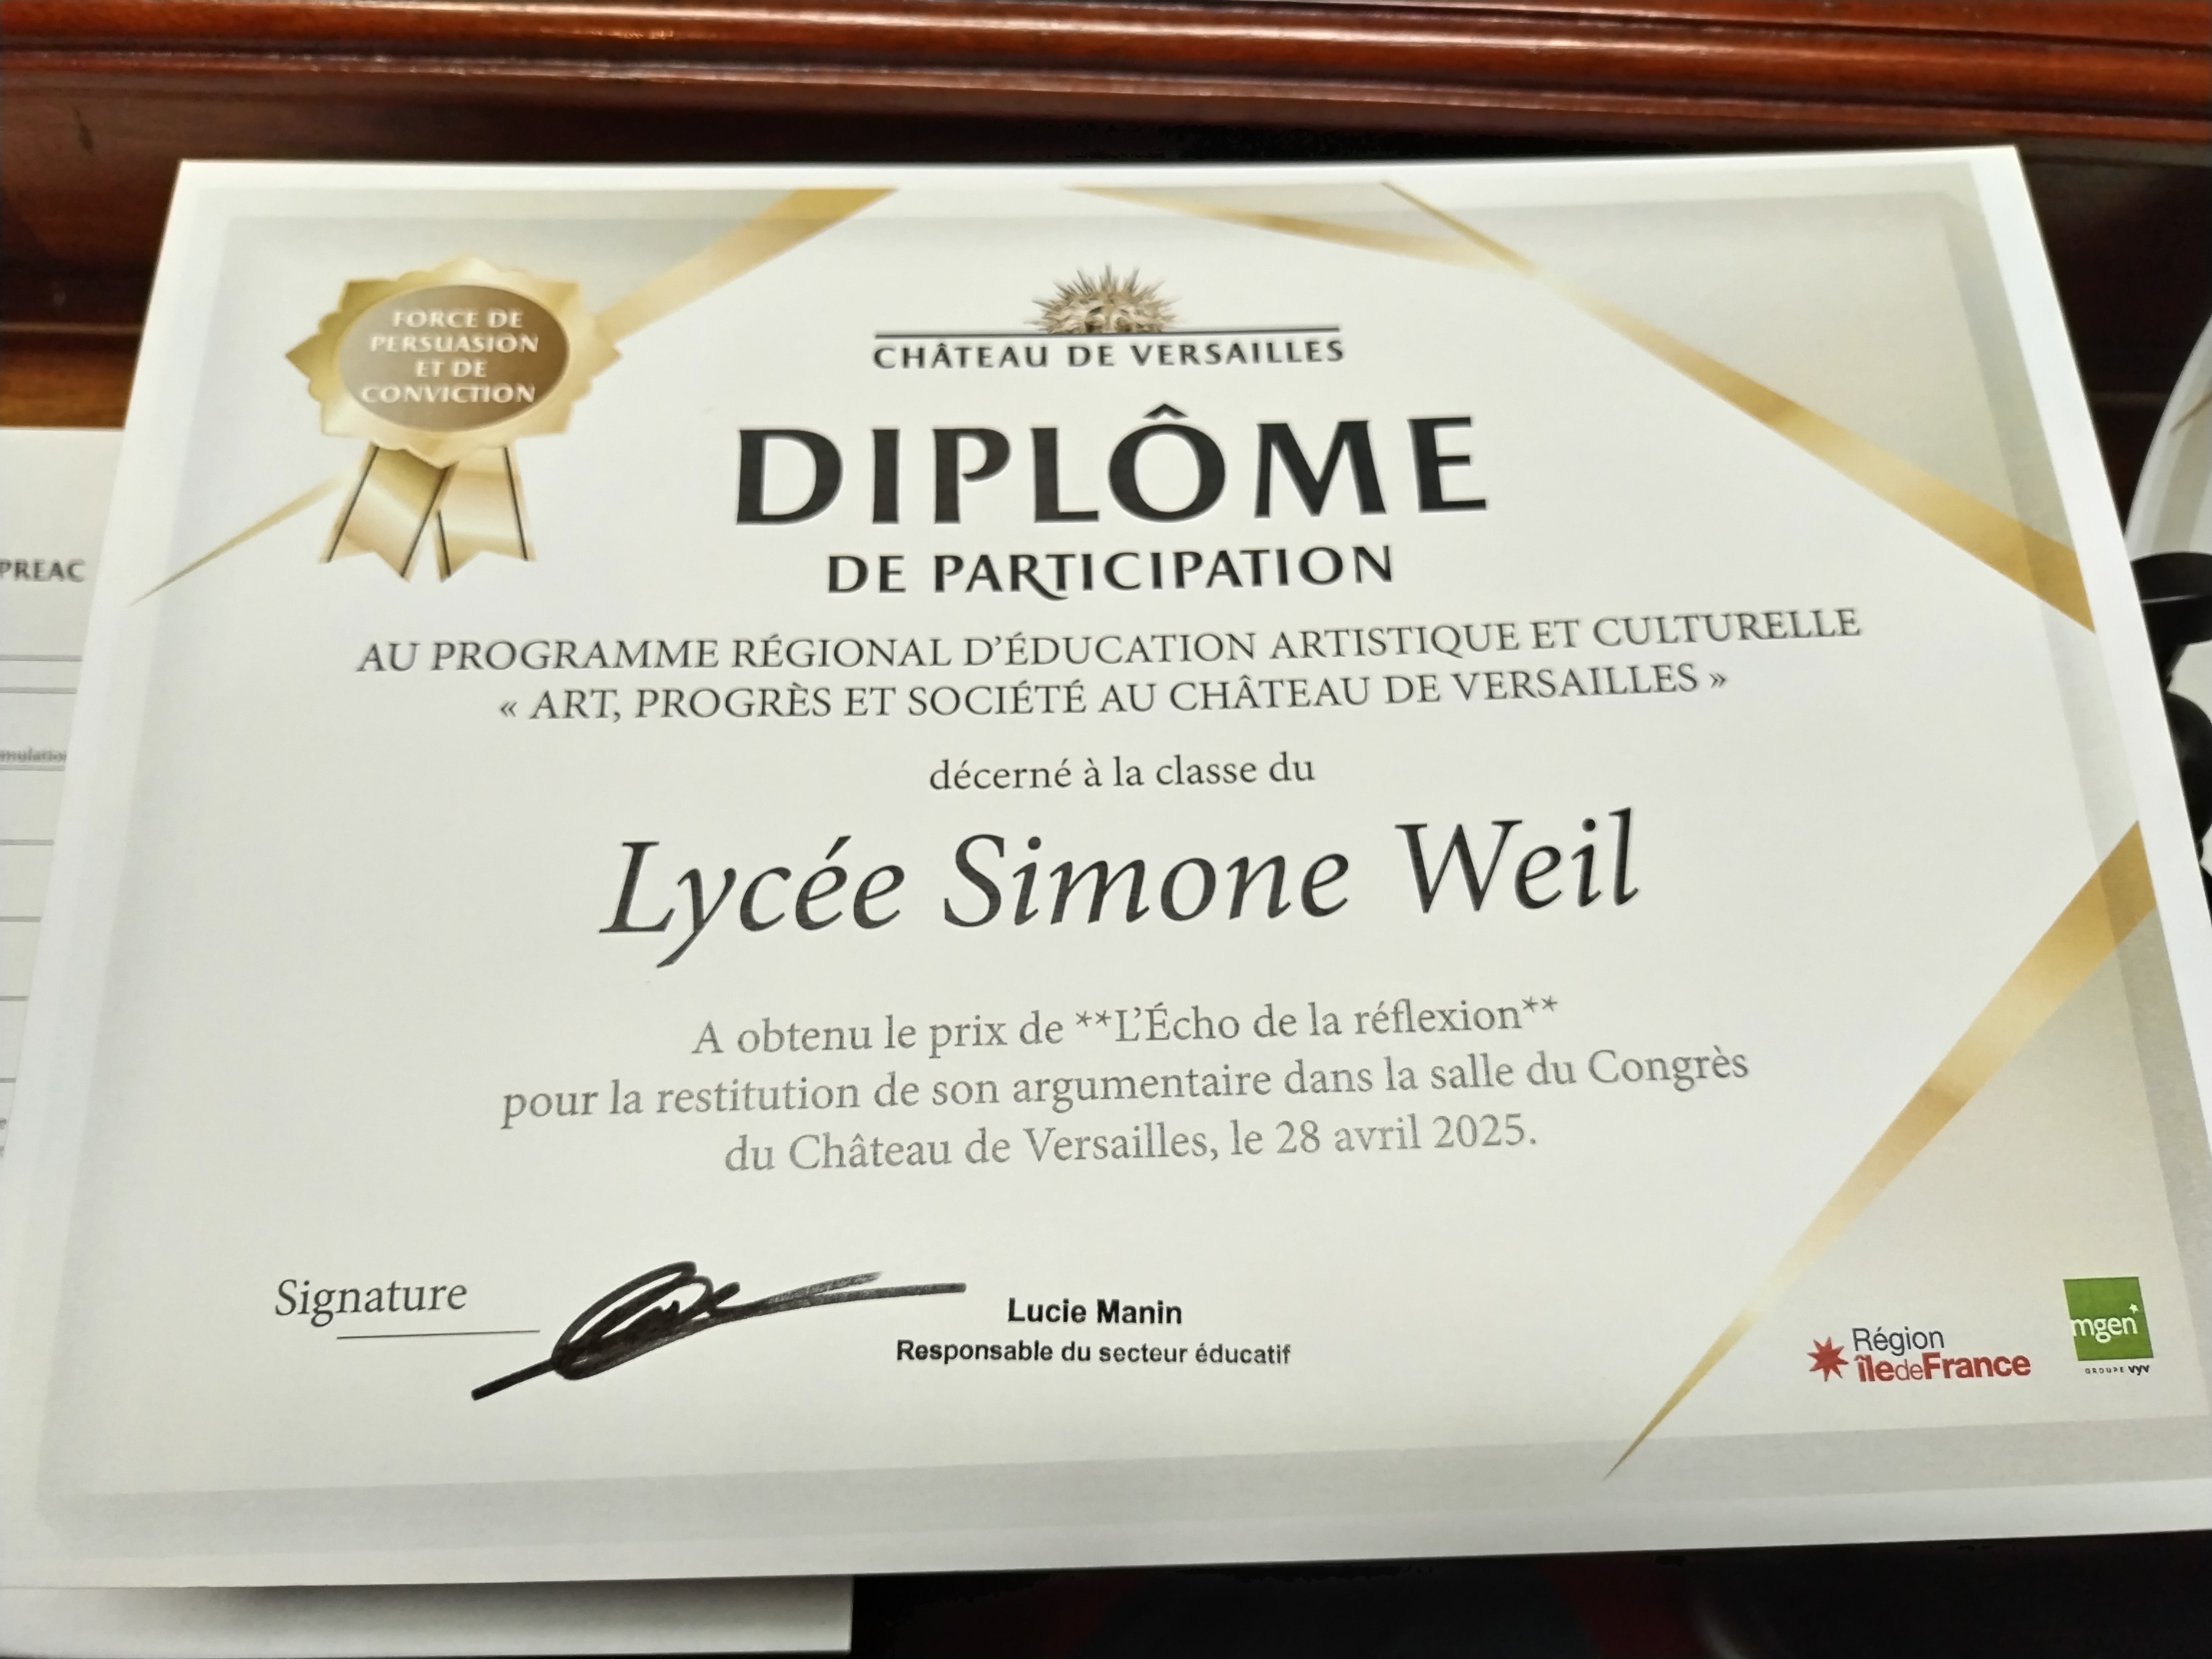 FORCE DE
PERSUASION
ET DE
CONVICTION
CHÂTEAU DE VERSAILLES
DIPLÔME
DE PARTICIPATION
AU PROGRAMME RÉGIONAL D'ÉDUCATION ARTISTIQUE ET CULTURELLE
« ART, PROGRÈS ET SOCIÉTÉ AU CHÂTEAU DE VERSAILLES »
décerné à la classe du
Lycée Simone Weil
A obtenu le prix de **L'Écho de la réflexion**
pour la restitution de son argumentaire dans la salle du Congrès
du Château de Versailles, le 28 avril 2025.
Signature
Lucie Manin
Responsable du secteur éducatif
Région
îledeFrance
mgen
GROUPE vyv
PREAC